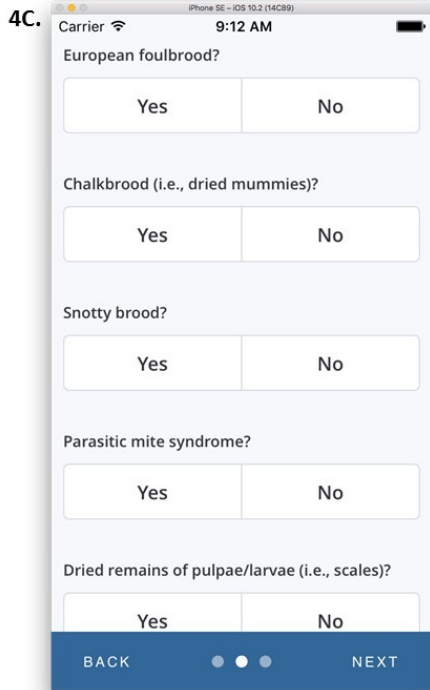 4C.
iPhone SE – iOS 10.2 (14C89)
Carrier 9:12 AM
European foulbrood?
Yes No
Chalkbrood (i.e., dried mummies)?
Yes No
Snotty brood?
Yes No
Parasitic mite syndrome?
Yes No
Dried remains of pulpae/larvae (i.e., scales)?
Yes No
BACK NEXT